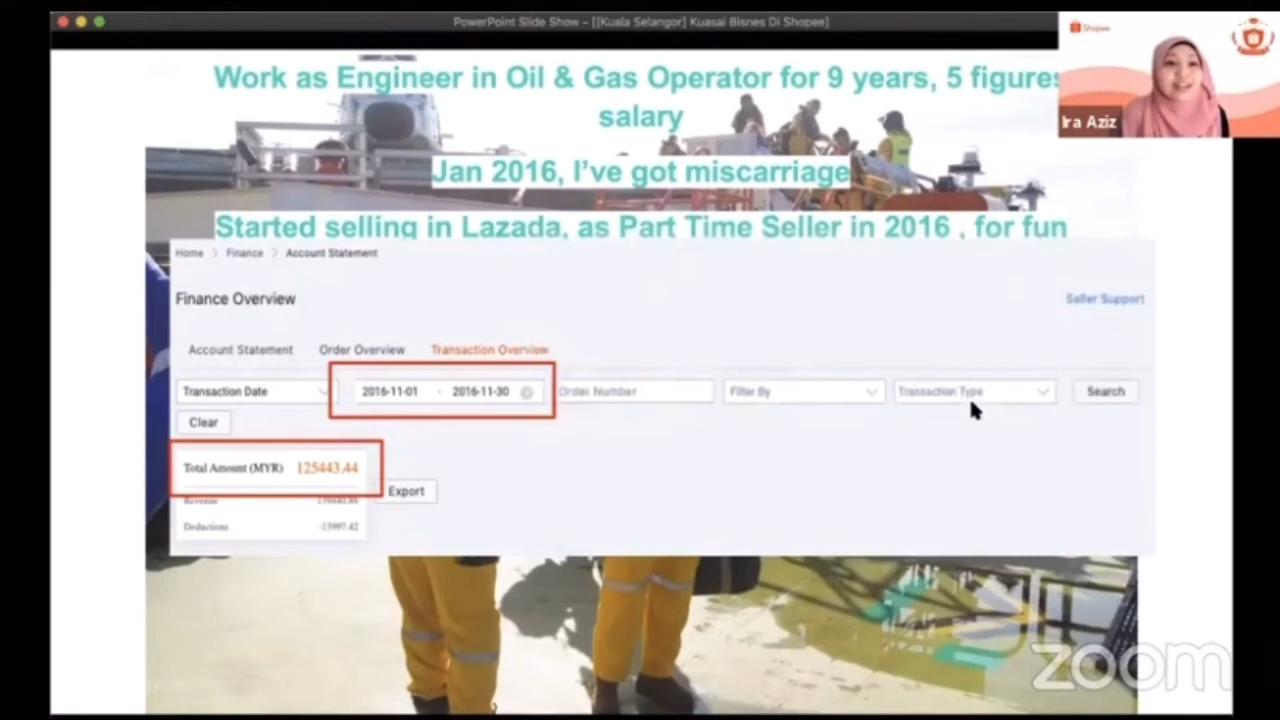 PowerPoint Slide Show – [[Kuala Selangor] Kuasai Bisnes Di Shopee]
Shopee
Ira Aziz
Work as Engineer in Oil & Gas Operator for 9 years, 5 figures
salary
Jan 2016, I've got miscarriage
Started selling in Lazada, as Part Time Seller in 2016 , for fun
Home > Finance > Account Statement
Finance Overview
Seller Support
Account Statement Order Overview Transaction Overview
Transaction Date 2016-11-01 - 2016-11-30 Order Number Filter By Transaction Type Search
Clear
Total Amount (MYR) 125443.44
Export
Revenue
Deductions -13997.42
zoom